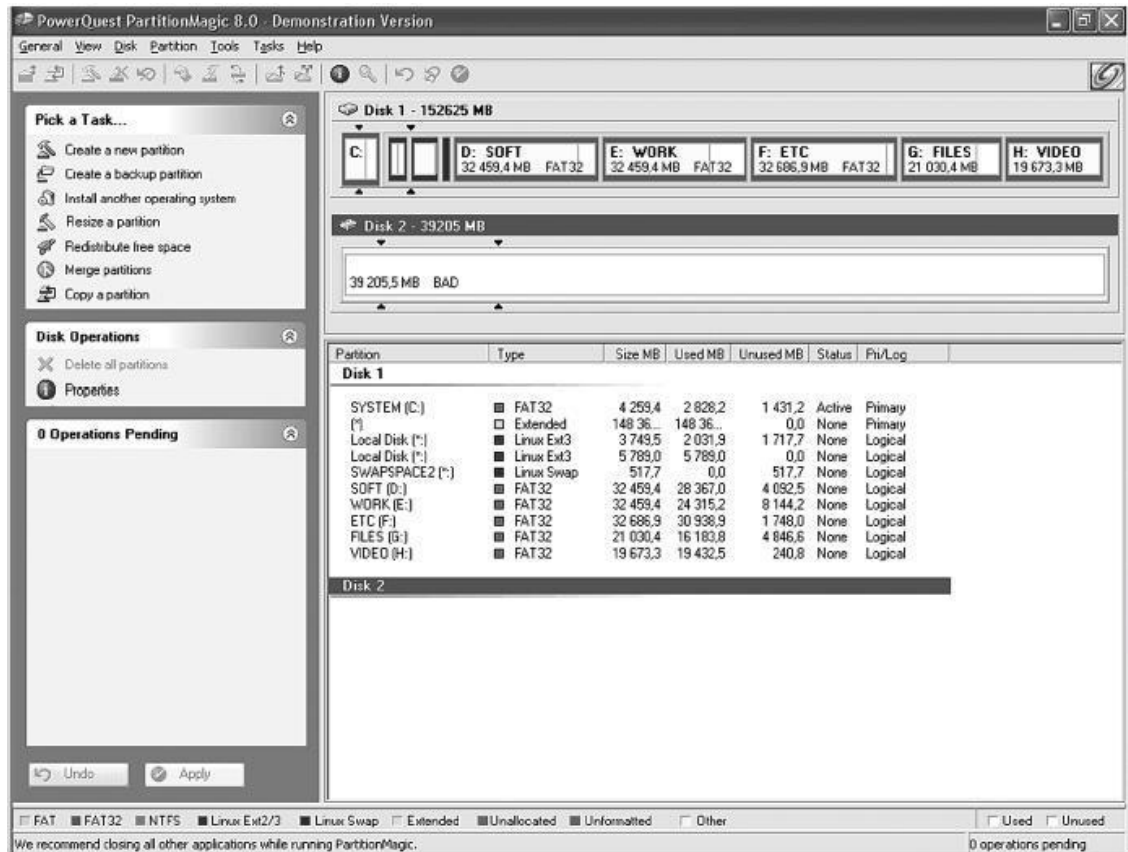 PowerQuest PartitionMagic 8.0 - Demonstration Version
General View Disk Partition Tools Tasks Help
Pick a Task...
Create a new partition
Create a backup partition
Install another operating system
Resize a partition
Redistribute free space
Merge partitions
Copy a partition
Disk Operations
Delete all partitions
Properties
0 Operations Pending
Undo Apply
Disk 1 - 152625 MB
C: D: SOFT E: WORK F: ETC G: FILES H: VIDEO
32 459,4 MB FAT32 32 459,4 MB FAT32 32 686,9 MB FAT32 21 030,4 MB 19 673,3 MB
Disk 2 - 39205 MB
39 205,5 MB BAD
Partition Type Size MB Used MB Unused MB Status Pri/Log
Disk 1
SYSTEM (C:) FAT32 4 259,4 2 828,2 1 431,2 Active Primary
(*) Extended 148 36... 148 36... 0,0 None Primary
Local Disk (*:) Linux Ext3 3 749,5 2 031,9 1 717,7 None Logical
Local Disk (*:) Linux Ext3 5 789,0 5 789,0 0,0 None Logical
SWAPSPACE2 (*:) Linux Swap 517,7 0,0 517,7 None Logical
SOFT (D:) FAT32 32 459,4 28 367,0 4 092,5 None Logical
WORK (E:) FAT32 32 459,4 24 315,2 8 144,2 None Logical
ETC (F:) FAT32 32 686,9 30 938,9 1 748,0 None Logical
FILES (G:) FAT32 21 030,4 16 183,8 4 846,6 None Logical
VIDEO (H:) FAT32 19 673,3 19 432,5 240,8 None Logical
Disk 2
FAT FAT32 NTFS Linux Ext2/3 Linux Swap Extended Unallocated Unformatted Other Used Unused
We recommend closing all other applications while running PartitionMagic. 0 operations pending